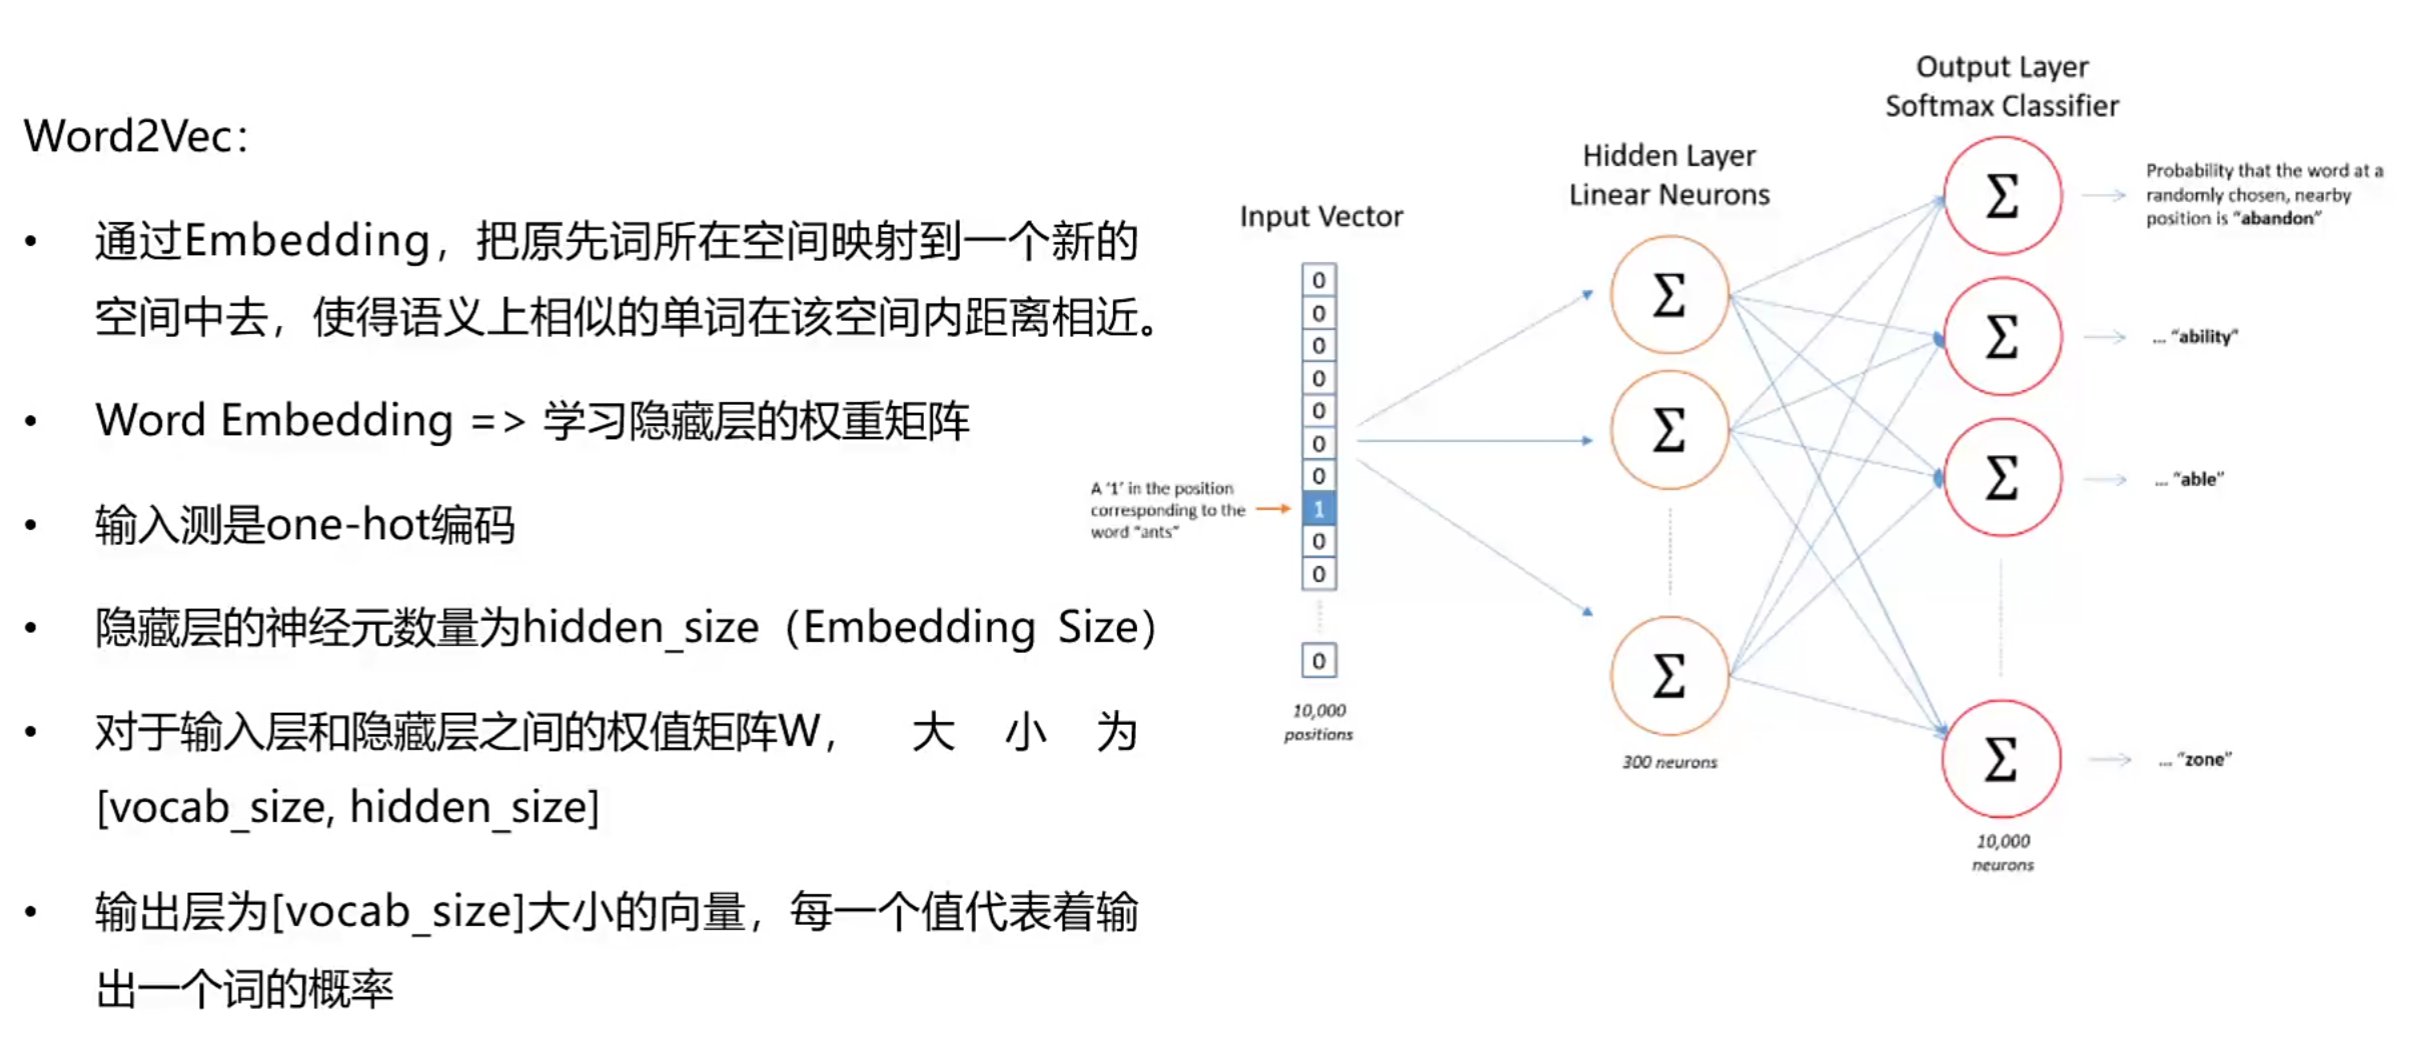 Word2Vec：
• 通过Embedding，把原先词所在空间映射到一个新的
空间中去，使得语义上相似的单词在该空间内距离相近。
• Word Embedding => 学习隐藏层的权重矩阵
• 输入测是one-hot编码
• 隐藏层的神经元数量为hidden_size（Embedding Size）
• 对于输入层和隐藏层之间的权值矩阵W， 大 小 为
[vocab_size, hidden_size]
• 输出层为[vocab_size]大小的向量，每一个值代表着输
出一个词的概率
Input Vector
0
0
0
0
0
0
0
1
0
0
0
A ‘1’ in the position
corresponding to the
word “ants”
10,000
positions
Hidden Layer
Linear Neurons
Σ
Σ
Σ
300 neurons
Output Layer
Softmax Classifier
Σ
Σ
Σ
Σ
10,000
neurons
Probability that the word at a
randomly chosen, nearby
position is “abandon”
... “ability”
... “able”
... “zone”